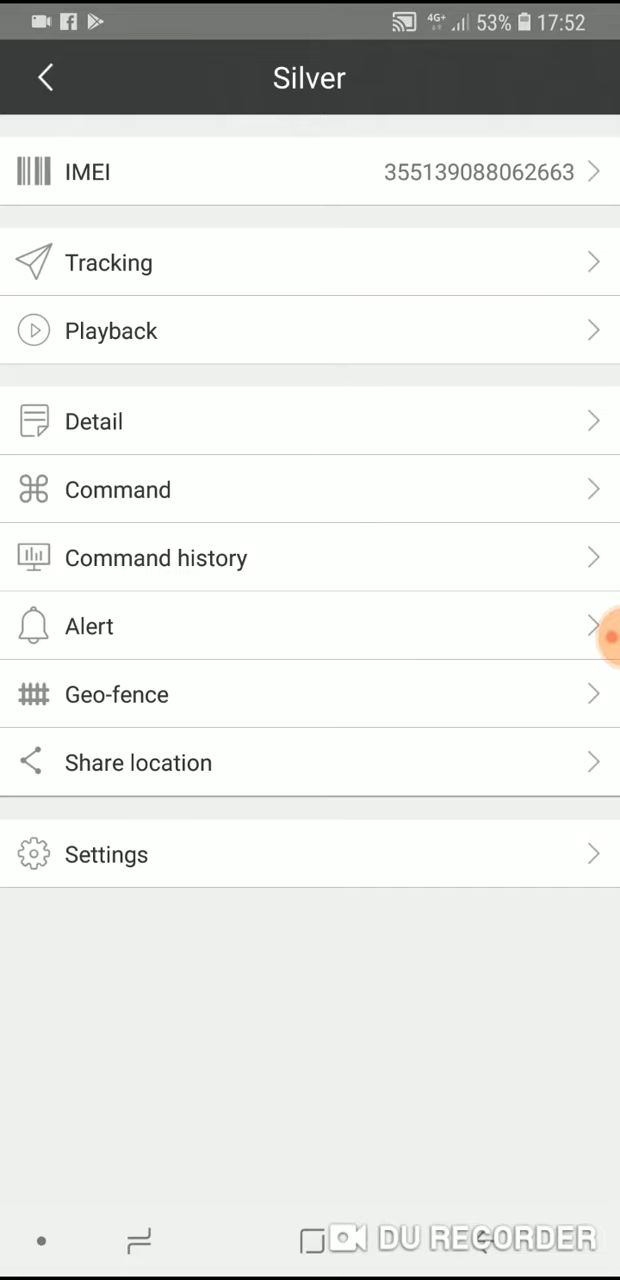 4G+ 53% 17:52
Silver
IMEI 355139088062663
Tracking
Playback
Detail
Command
Command history
Alert
Geo-fence
Share location
Settings
DU RECORDER